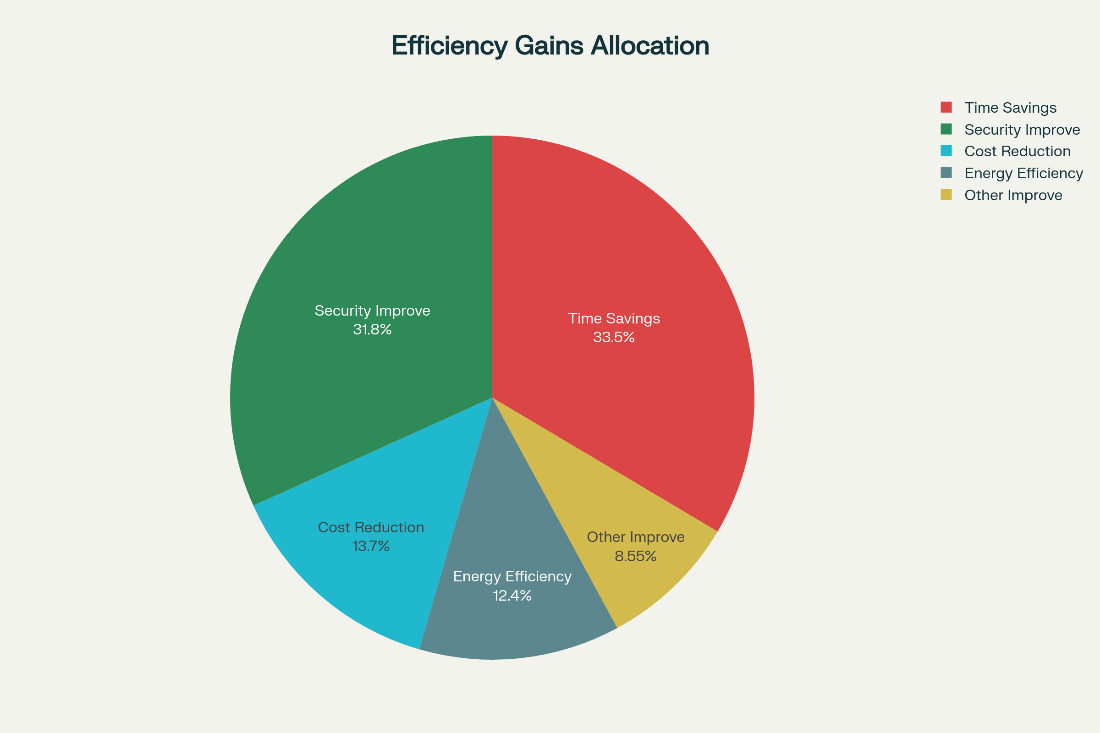 Efficiency Gains Allocation
Time Savings
Security Improve
Cost Reduction
Energy Efficiency
Other Improve
Security Improve
31.8%
Time Savings
33.5%
Cost Reduction
13.7%
Other Improve
8.55%
Energy Efficiency
12.4%